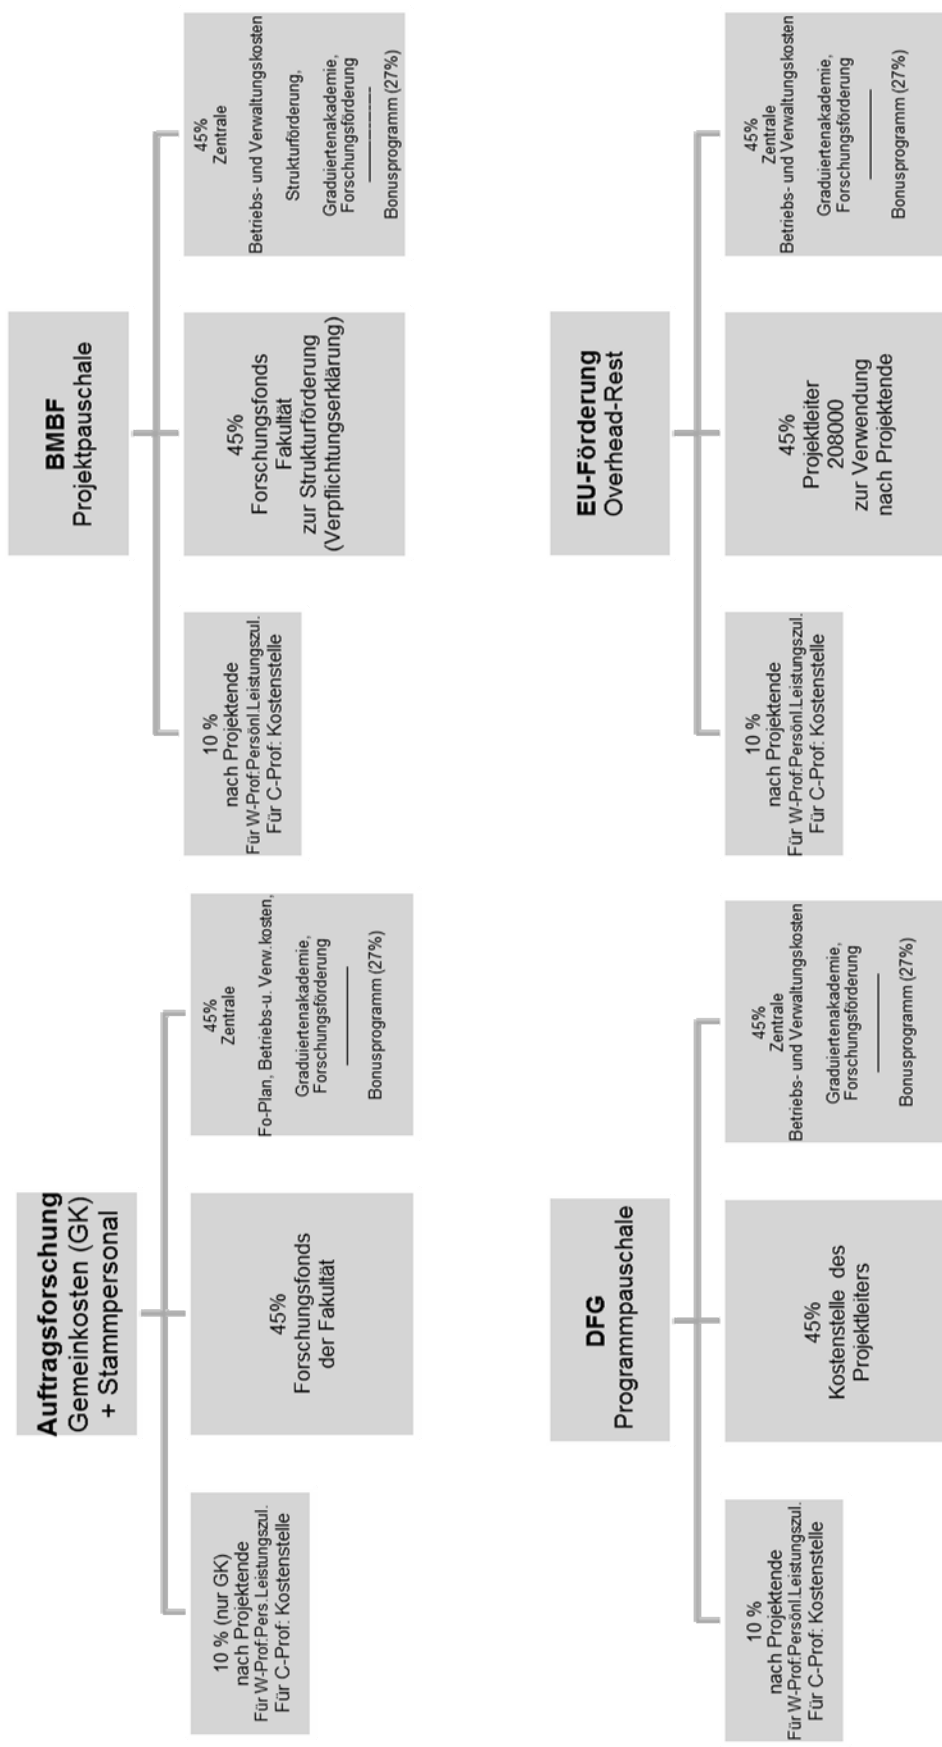 Auftragsforschung
Gemeinkosten (GK)
+ Stammpersonal
10 % (nur GK)
nach Projektende
Für W-Prof:Pers.Leistungszul.
Für C-Prof: Kostenstelle
45%
Forschungsfonds
der Fakultät
45%
Zentrale
Fo-Plan, Betriebs-u. Verw.kosten,
Graduiertenakademie,
Forschungsförderung
Bonusprogramm (27%)
BMBF
Projektpauschale
10 %
nach Projektende
Für W-Prof:Persönl.Leistungszul.
Für C-Prof: Kostenstelle
45%
Forschungsfonds
Fakultät
zur Strukturförderung
(Verpflichtungserklärung)
45%
Zentrale
Betriebs- und Verwaltungskosten
Strukturförderung,
Graduiertenakademie,
Forschungsförderung
Bonusprogramm (27%)
DFG
Programmpauschale
10 %
nach Projektende
Für W-Prof:Persönl.Leistungszul.
Für C-Prof: Kostenstelle
45%
Kostenstelle des
Projektleiters
45%
Zentrale
Betriebs- und Verwaltungskosten
Graduiertenakademie,
Forschungsförderung
Bonusprogramm (27%)
EU-Förderung
Overhead-Rest
10 %
nach Projektende
Für W-Prof:Persönl.Leistungszul.
Für C-Prof: Kostenstelle
45%
Projektleiter
208000
zur Verwendung
nach Projektende
45%
Zentrale
Betriebs- und Verwaltungskosten
Graduiertenakademie,
Forschungsförderung
Bonusprogramm (27%)